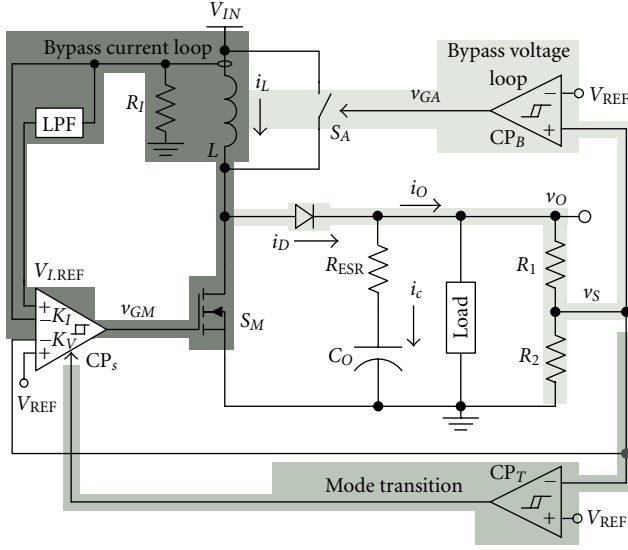 V_IN
Bypass current loop
Bypass voltage
loop
R_I
i_L
v_GA
V_REF
LPF
S_A
CP_B
−
+
L
i_O
v_O
i_D
R_ESR
R_1
V_I.REF
v_S
v_GM
i_c
Load
+
K_I
−
−
K_V
+
S_M
CP_s
C_O
R_2
V_REF
CP_T
Mode transition
−
+
V_REF